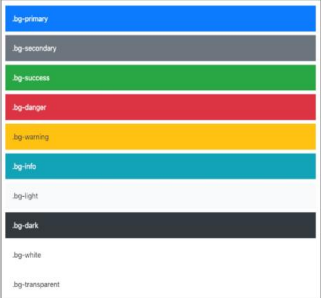 .bg-primary
.bg-secondary
.bg-success
.bg-danger
.bg-warning
.bg-info
.bg-light
.bg-dark
.bg-white
.bg-transparent